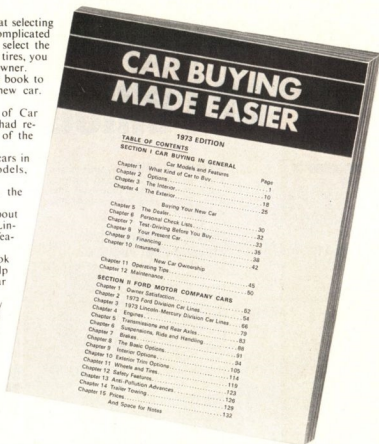 at selecting
omplicated
select the
tires, you
wner.
book to
new car.
of Car
had re-
of the
ars in
odels,
the
out
Lin-
ea-
ok
lp
ar
CAR BUYING
MADE EASIER
1973 EDITION
TABLE OF CONTENTS
SECTION I CAR BUYING IN GENERAL
Car Models and Features Page
Chapter 1 What Kind of Car to Buy 1
Chapter 2 Options 10
Chapter 3 The Interior 18
Chapter 4 The Exterior 25
Buying Your New Car
Chapter 5 The Dealer 30
Chapter 6 Personal Check Lists 32
Chapter 7 Test Driving Before You Buy 33
Chapter 8 Your Present Car 35
Chapter 9 Financing 38
Chapter 10 Insurance 42
New Car Ownership
Chapter 11 Operating Tips 45
Chapter 12 Maintenance 50
SECTION II FORD MOTOR COMPANY CARS
Chapter 1 Owner Satisfaction 52
Chapter 2 1973 Ford Division Car Lines 54
Chapter 3 1973 Lincoln-Mercury Division Car Lines 66
Chapter 4 Engines 79
Chapter 5 Transmissions and Rear Axles 83
Chapter 6 Suspensions, Ride and Handling
Chapter 7 Brakes
Chapter 8 The Basic Options
Chapter 9 Interior Options 94
Chapter 10 Exterior Trim Options 105
Chapter 11 Wheels and Tires 114
Chapter 12 Safety Features 119
Chapter 13 Anti-Pollution Advances 123
Chapter 14 Trailer Towing 126
Chapter 15 Prices 129
And Space for Notes 132